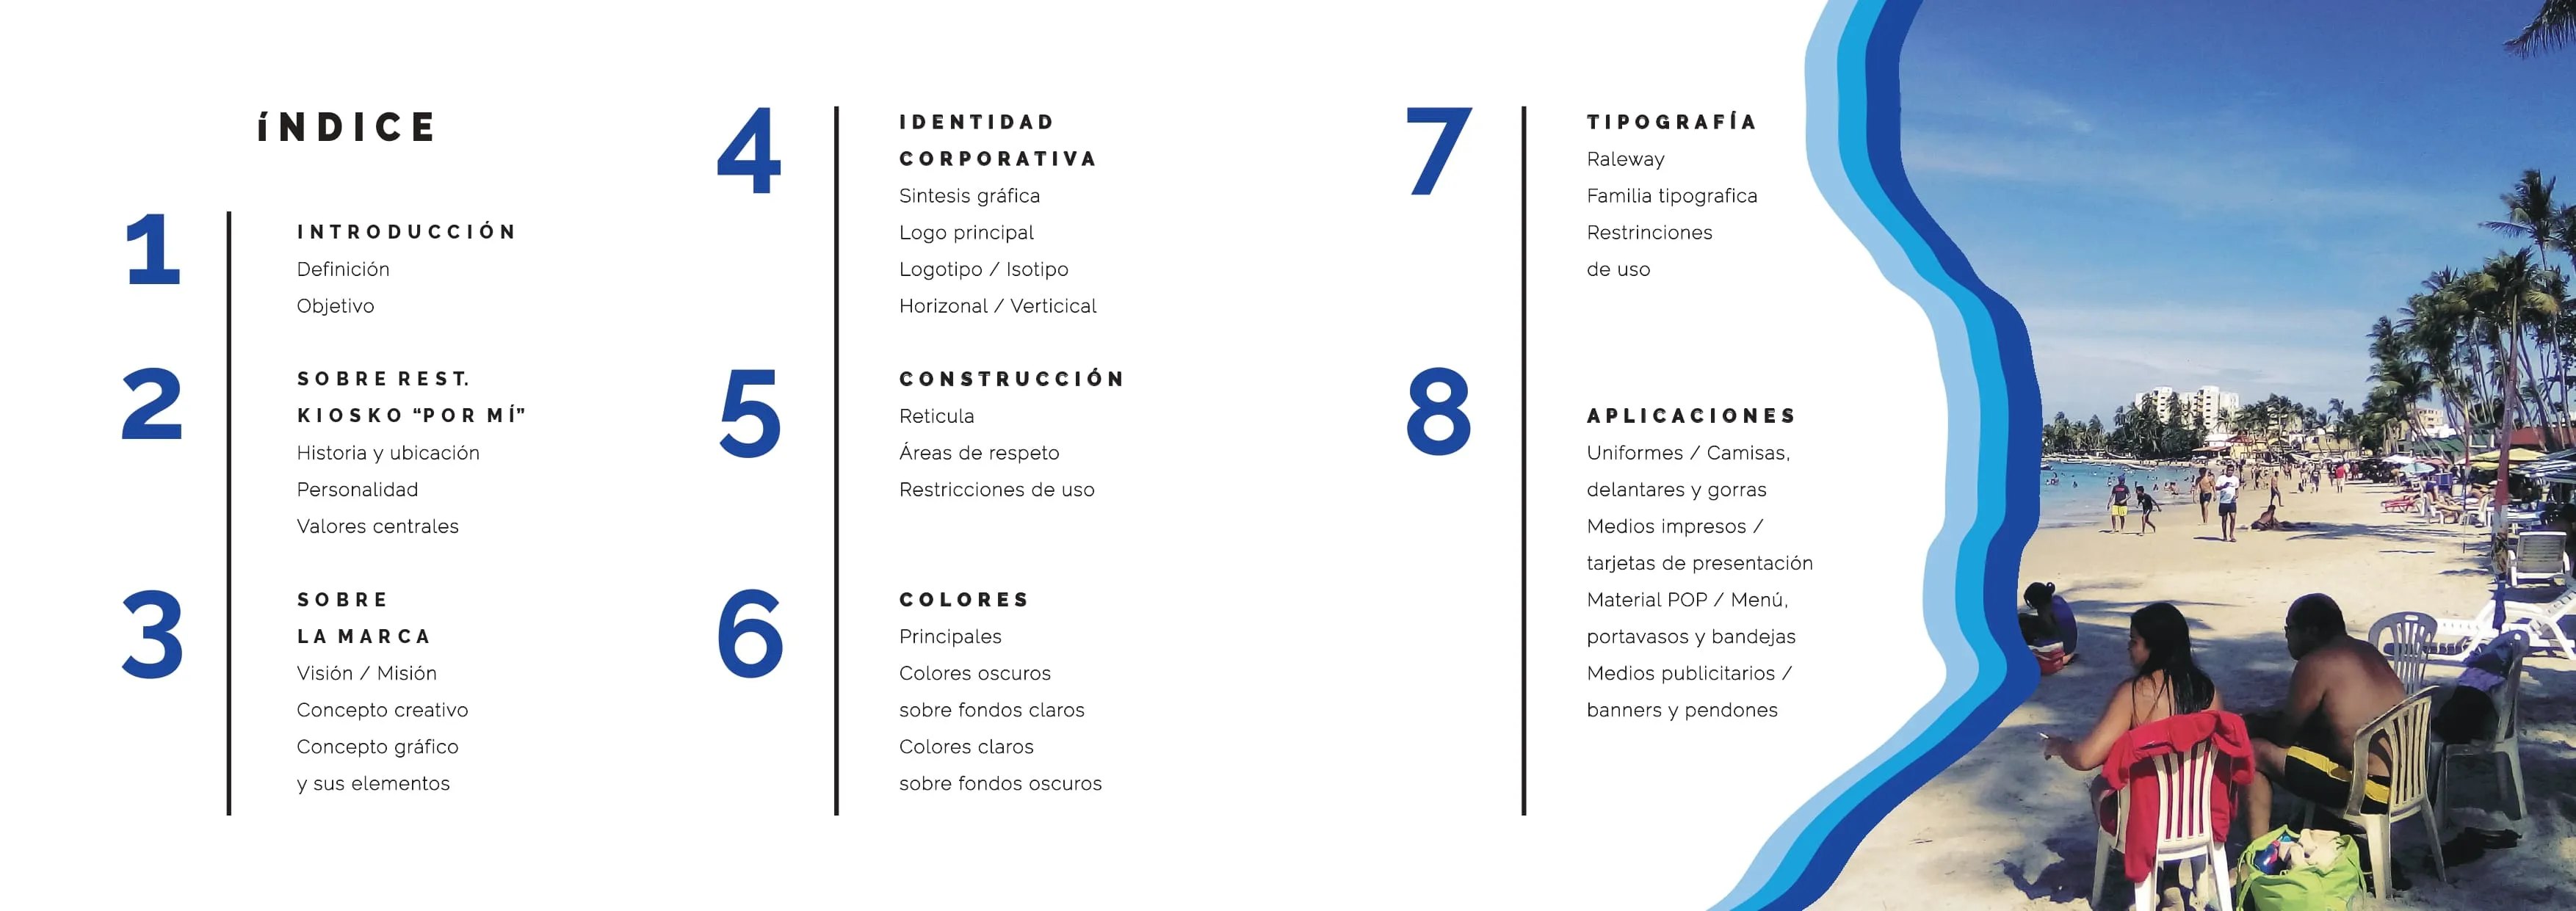 íNDICE
1
INTRODUCCIÓN
Definición
Objetivo
2
SOBRE REST.
KIOSKO “POR MÍ”
Historia y ubicación
Personalidad
Valores centrales
3
SOBRE
LA MARCA
Visión / Misión
Concepto creativo
Concepto gráfico
y sus elementos
4
IDENTIDAD
CORPORATIVA
Sintesis gráfica
Logo principal
Logotipo / Isotipo
Horizonal / Verticical
5
CONSTRUCCIÓN
Reticula
Áreas de respeto
Restricciones de uso
6
COLORES
Principales
Colores oscuros
sobre fondos claros
Colores claros
sobre fondos oscuros
7
TIPOGRAFÍA
Raleway
Familia tipografica
Restrinciones
de uso
8
APLICACIONES
Uniformes / Camisas,
delantares y gorras
Medios impresos /
tarjetas de presentación
Material POP / Menú,
portavasos y bandejas
Medios publicitarios /
banners y pendones